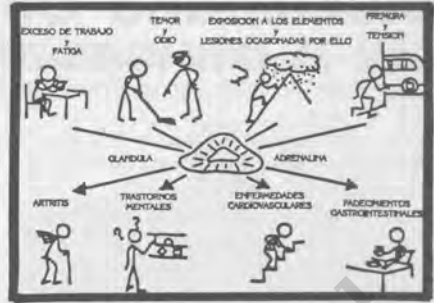 EXCESO DE TRABAJO
y
FATIGA
TEMOR
y
ODIO
EXPOSICION A LOS ELEMENTOS
y
LESIONES OCASIONADAS POR ELLO
PREMURA
y
TENSION
GLANDULA
ADRENALINA
ARTRITIS
TRASTORNOS
MENTALES
ENFERMEDADES
CARDIOVASCULARES
PADECIMIENTOS
GASTROINTESTINALES
? ?